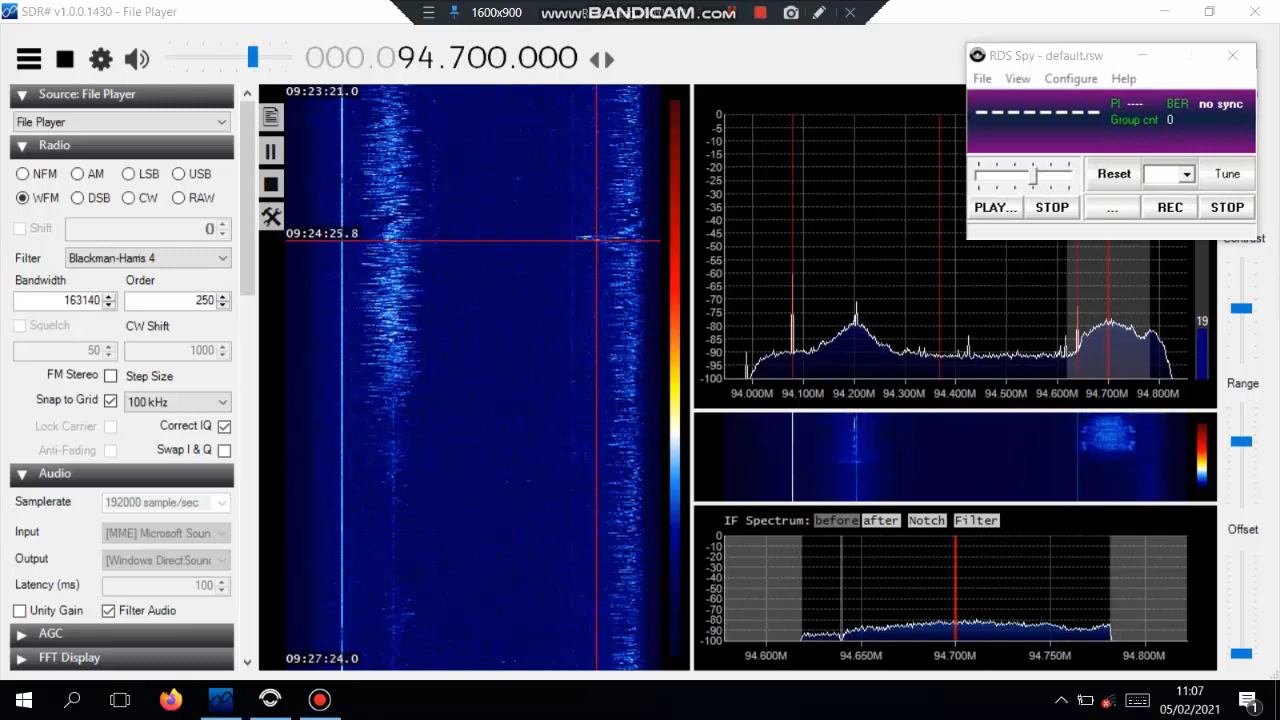 SDR# v1.0.0.1430 - File Player
1600x900
www.BANDICAM.com
000.094.700.000
Source: File Player
File Player
Radio
NFM
LSB
WFM
DSB
RAW
Shift
0
Filter
Blackman-Harris 4
Bandwidth
163140
250
Squelch
50
FM Stereo
Step Size
Snap to Grid
Lock Carrier
Correct IQ
Anti-Fading
Swap I & Q
Audio
Samplerate
192000 sample/sec
Input
[MME] Microsoft Soun
Output
[Windows DirectSoun
Latency (ms)
100
Unity Gain
Filter Audio
AGC
FFT Display
09:23:21.0
09:24:25.8
09:27:24.0
0
-5
-10
-15
-20
-25
-30
-35
-40
-45
-50
-55
-60
-65
-70
-75
-80
-85
-90
-95
-100
94.000M 94.100M 94.200M 94.300M 94.400M 94.500M 94.600M 94.700M 94.800M
19
RDS Spy - default.rsw
File View Configure Help
PI ---- BER no sync
Group cnt 0
Reset
Tune
PLAY... STOP ... REC STOP
Contrast
Range
Offset
IF Spectrum: before after Notch Filter
0
-10
-20
-30
-40
-50
-60
-70
-80
-90
-100
94.600M 94.650M 94.700M 94.750M 94.800M
11:07
05/02/2021
1